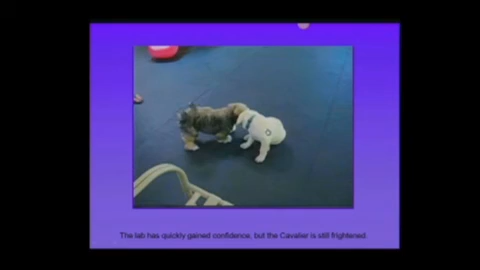 The lab has quickly gained confidence, but the Cavalier is still frightened.